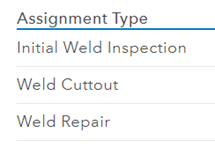 Assignment Type
Initial Weld Inspection
Weld Cuttout
Weld Repair